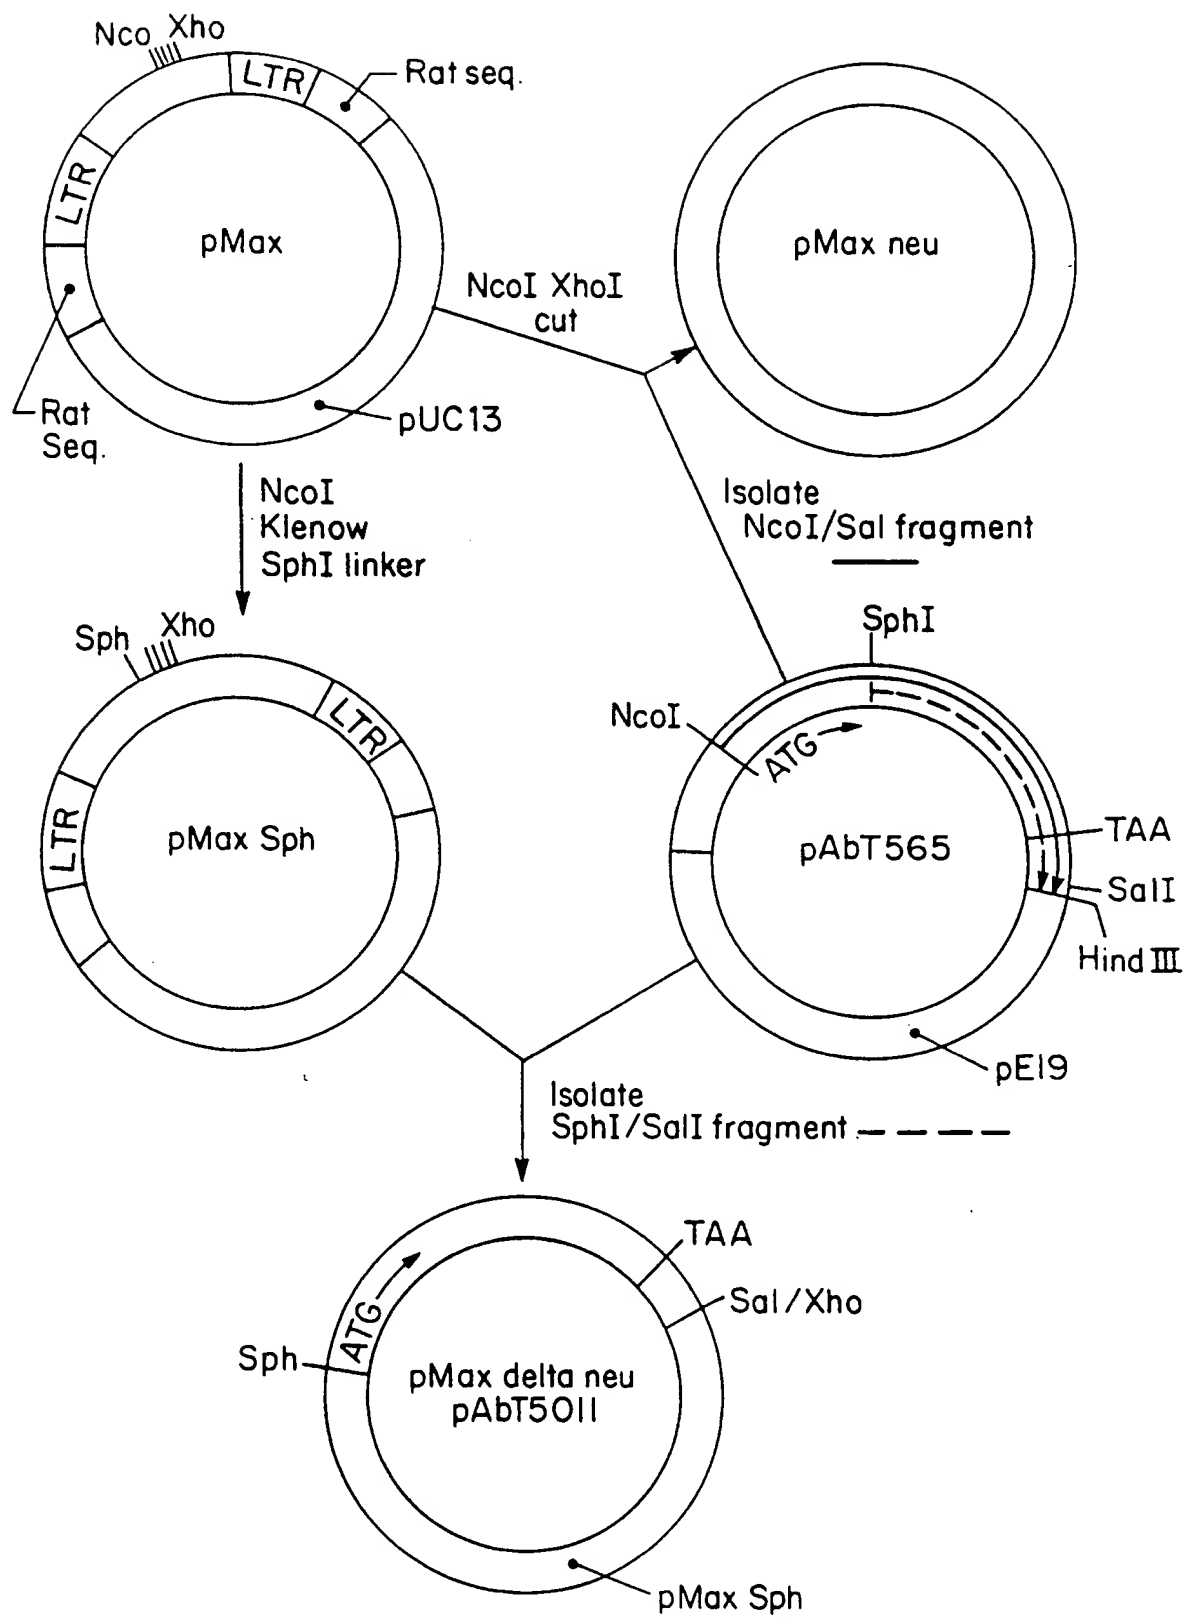 Nco Xho
LTR
Rat seq.
LTR
pMax
pMax neu
NcoI XhoI
cut
Rat
Seq.
pUC13
NcoI
Klenow
SphI linker
Isolate
NcoI/Sal fragment
Sph Xho
SphI
LTR
NcoI
ATG
LTR
pMax Sph
pAbT565
TAA
SalI
Hind III
pE19
Isolate
SphI/SalI fragment
TAA
Sal/Xho
ATG
Sph
pMax delta neu
pAbT5011
pMax Sph